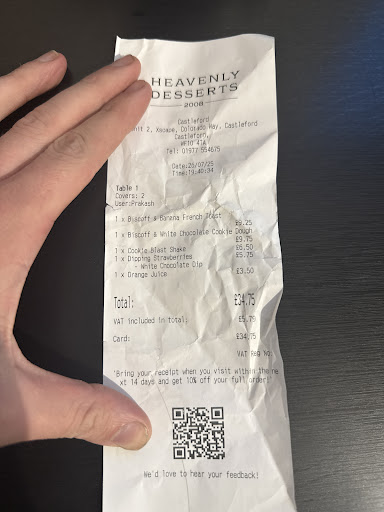 HEAVENLY
DESSERTS
2008
Castleford
Unit 2, Xscape, Colorado Way, Castleford
Castleford,
WF10 4TA
Tel: 01977 554675
Date:26/07/25
Time:19:40:34
Table 1
Covers: 2
User:Prakash
1 x Biscoff & Banana French Toast
£9.25
1 x Biscoff & White Chocolate Cookie Dough
£9.75
1 x Cookie Blast Shake £6.50
1 x Dipping Strawberries £5.75
- White Chocolate Dip
1 x Orange Juice £3.50
Total: £34.75
VAT included in total: £5.79
Card: £34.75
VAT Reg No:
'Bring your receipt when you visit within the ne
xt 14 days and get 10% off your full order!'
We'd love to hear your feedback!